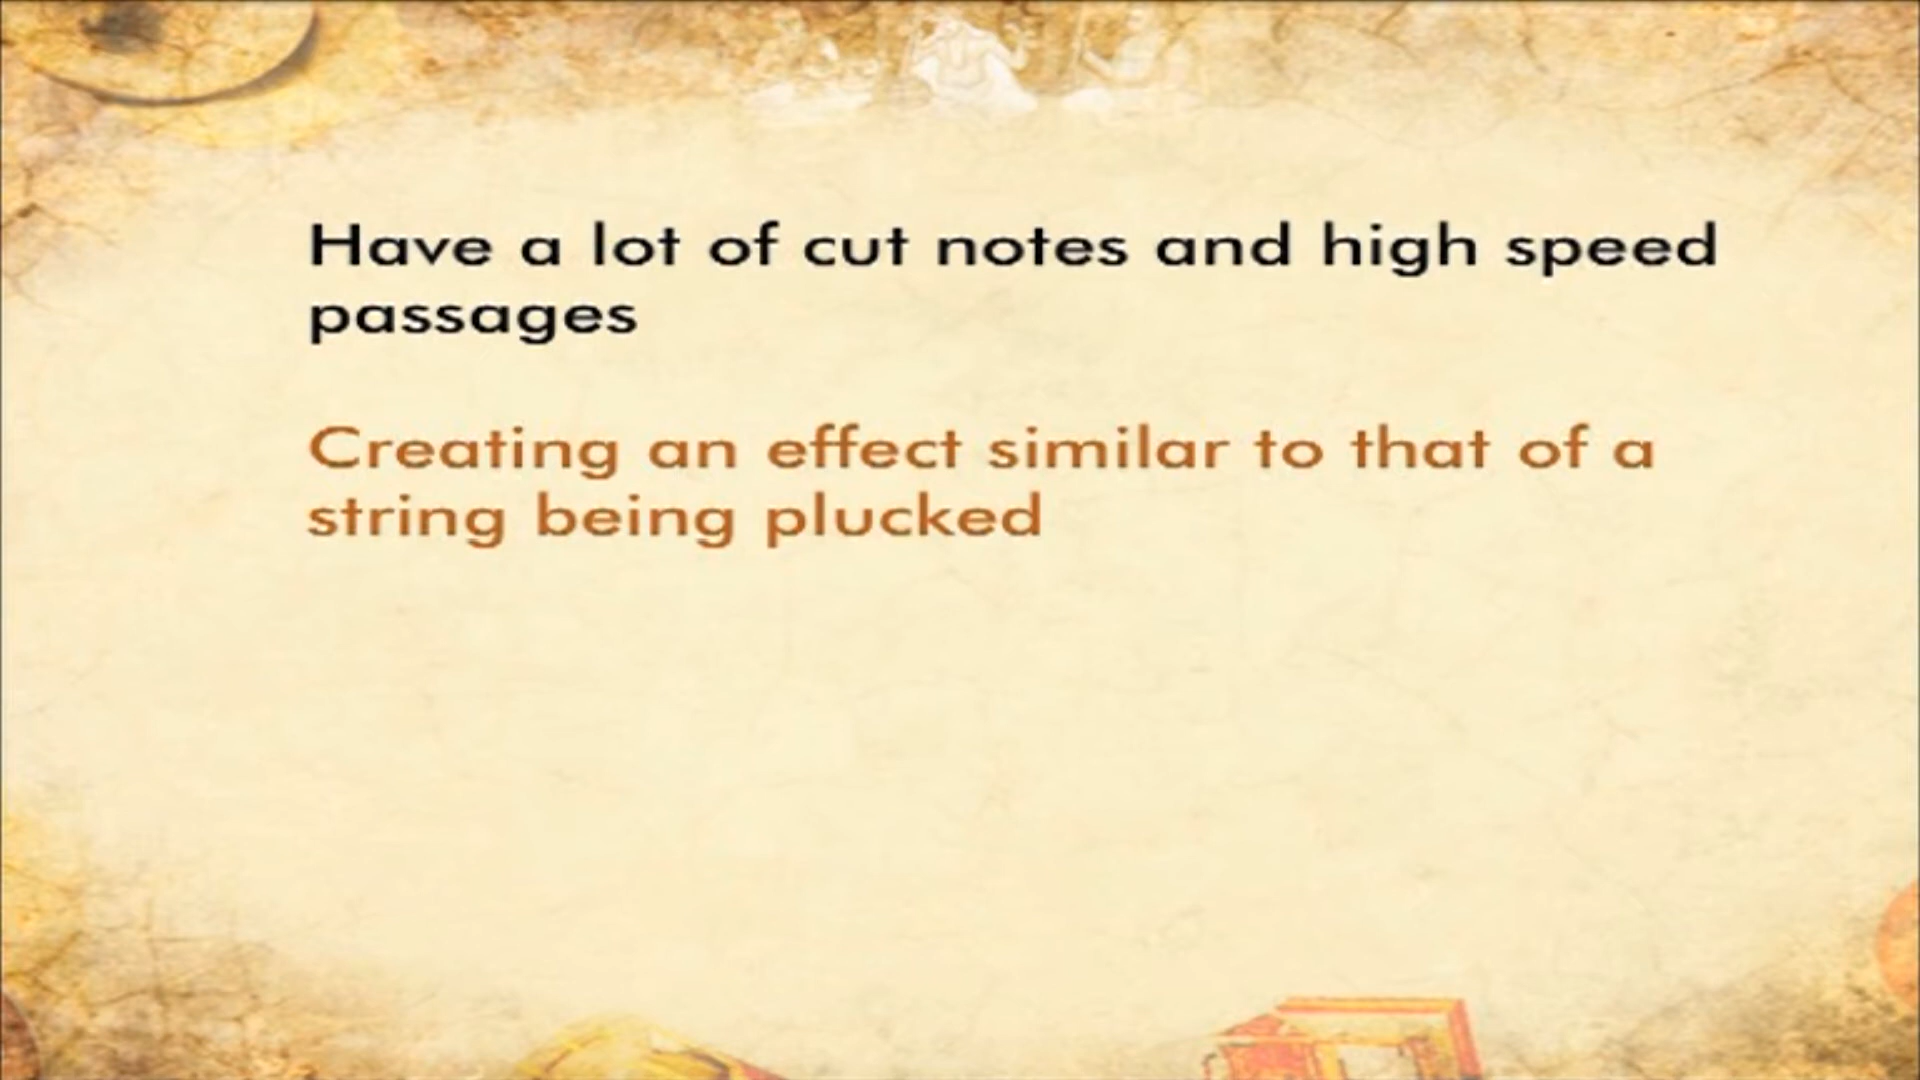 Have a lot of cut notes and high speed
passages
Creating an effect similar to that of a
string being plucked